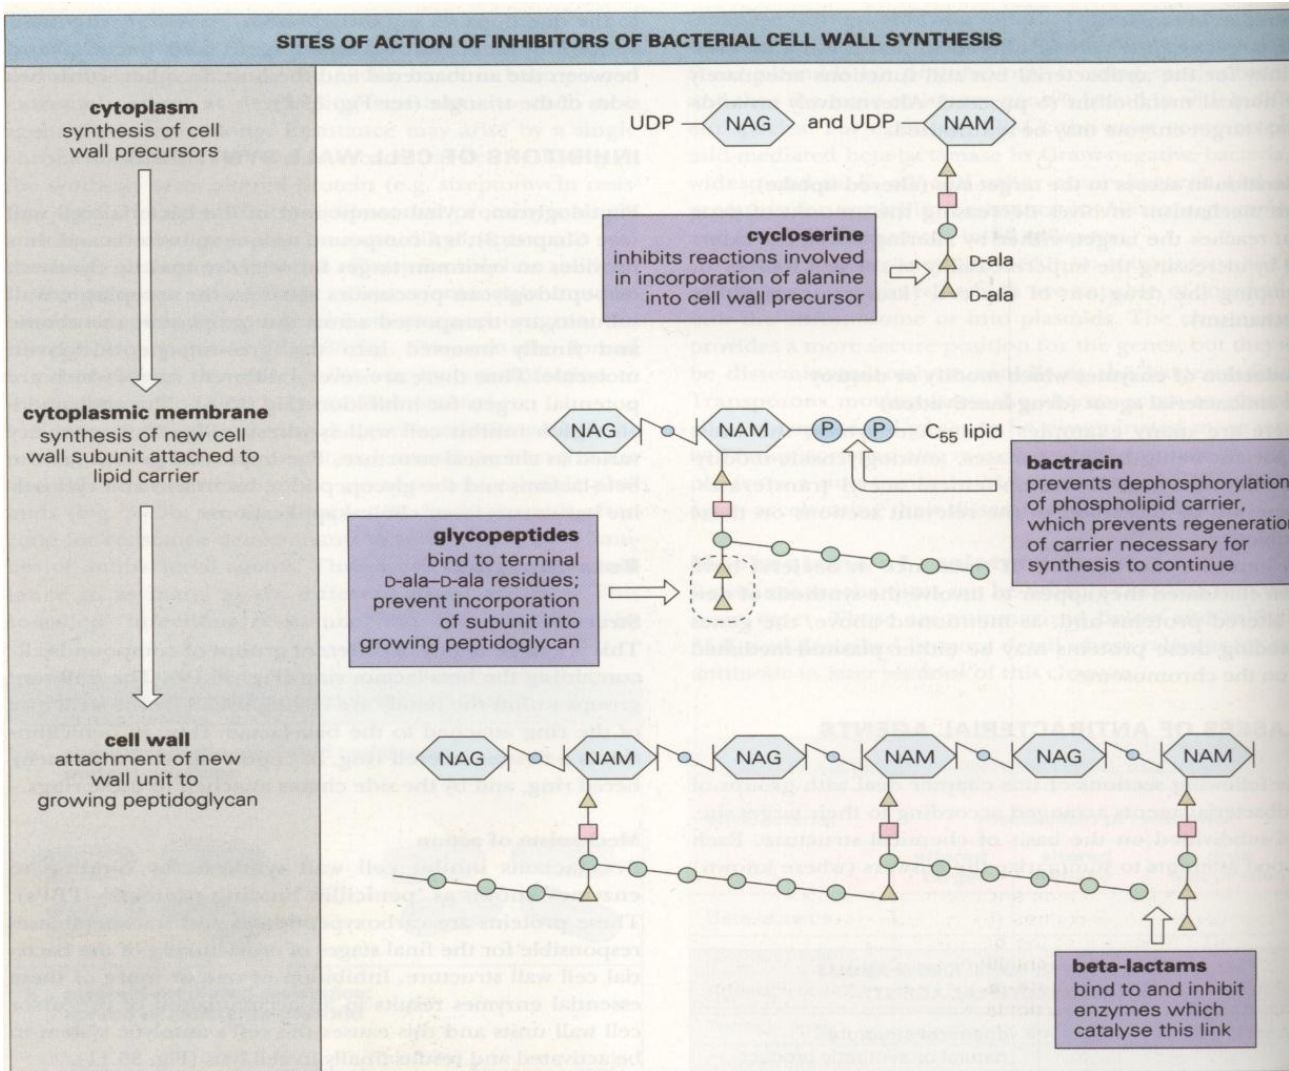 SITES OF ACTION OF INHIBITORS OF BACTERIAL CELL WALL SYNTHESIS
cytoplasm
synthesis of cell
wall precursors
UDP
NAG
and UDP
NAM
cycloserine
inhibits reactions involved
in incorporation of alanine
into cell wall precursor
D-ala
D-ala
cytoplasmic membrane
synthesis of new cell
wall subunit attached to
lipid carrier
NAG
NAM
P
P
C55 lipid
bactracin
prevents dephosphorylation
of phospholipid carrier,
which prevents regeneration
of carrier necessary for
synthesis to continue
glycopeptides
bind to terminal
D-ala–D-ala residues;
prevent incorporation
of subunit into
growing peptidoglycan
cell wall
attachment of new
wall unit to
growing peptidoglycan
NAG
NAM
NAG
NAM
NAG
NAM
beta-lactams
bind to and inhibit
enzymes which
catalyse this link